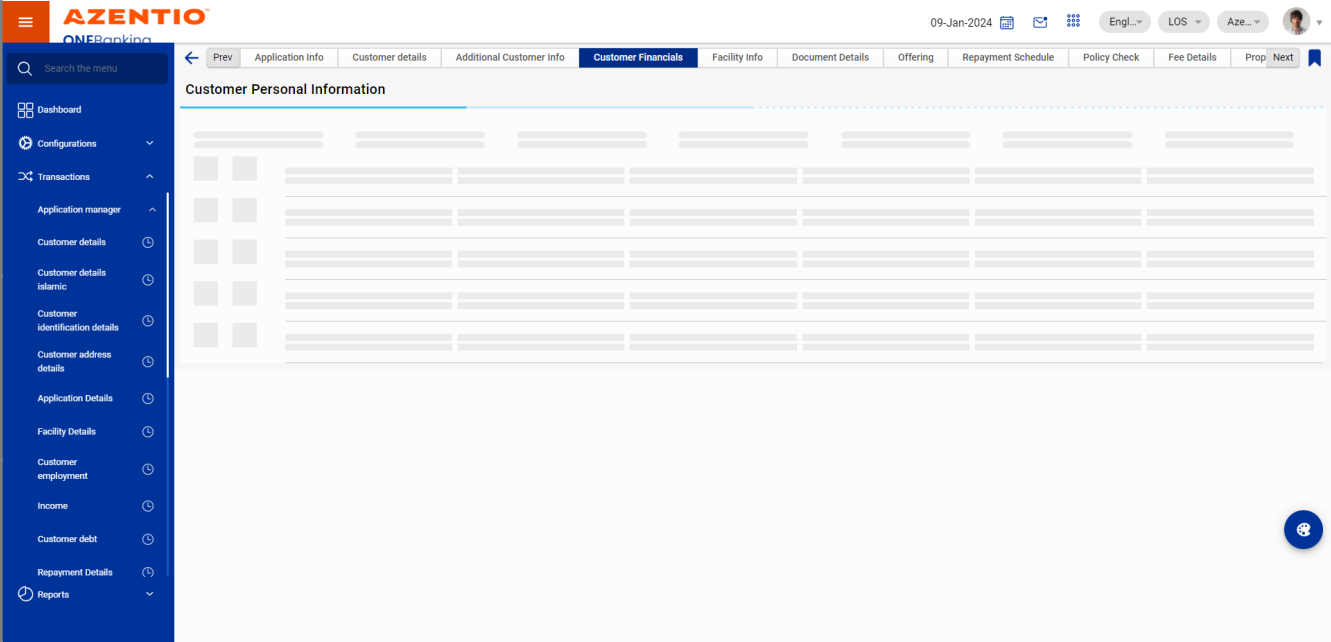 AZENTIO™
ONEBanking
09-Jan-2024
Engl...
LOS
Aze...
Search the menu
Dashboard
Configurations
Transactions
Application manager
Customer details
Customer details
islamic
Customer
identification details
Customer address
details
Application Details
Facility Details
Customer
employment
Income
Customer debt
Repayment Details
Reports
Prev
Application Info
Customer details
Additional Customer Info
Customer Financials
Facility Info
Document Details
Offering
Repayment Schedule
Policy Check
Fee Details
Prop
Next
Customer Personal Information